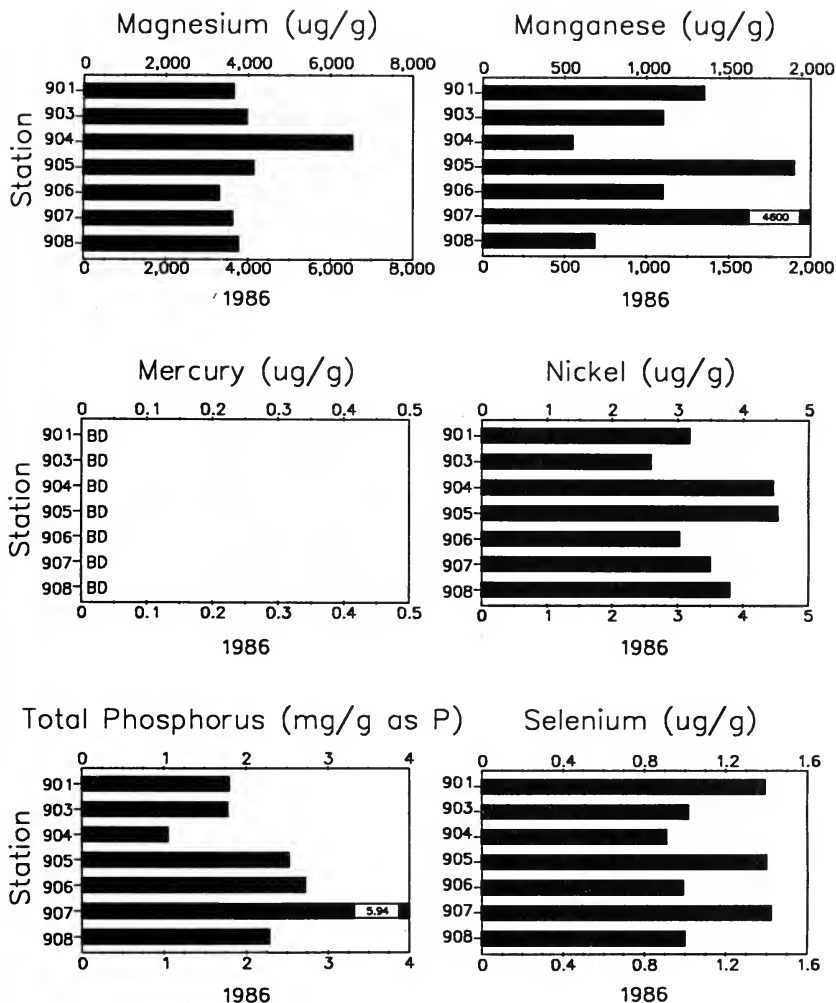 Magnesium (ug/g)
0 2,000 4,000 6,000 8,000
Station
901
903
904
905
906
907
908
0 2,000 4,000 6,000 8,000
1986
Manganese (ug/g)
0 500 1,000 1,500 2,000
901
903
904
905
906
907 4600
908
0 500 1,000 1,500 2,000
1986
Mercury (ug/g)
0 0.1 0.2 0.3 0.4 0.5
Station
901 BD
903 BD
904 BD
905 BD
906 BD
907 BD
908 BD
0 0.1 0.2 0.3 0.4 0.5
1986
Nickel (ug/g)
0 1 2 3 4 5
901
903
904
905
906
907
908
0 1 2 3 4 5
1986
Total Phosphorus (mg/g as P)
0 1 2 3 4
Station
901
903
904
905
906
907 5.94
908
0 1 2 3 4
1986
Selenium (ug/g)
0 0.4 0.8 1.2 1.6
901
903
904
905
906
907
908
0 0.4 0.8 1.2 1.6
1986